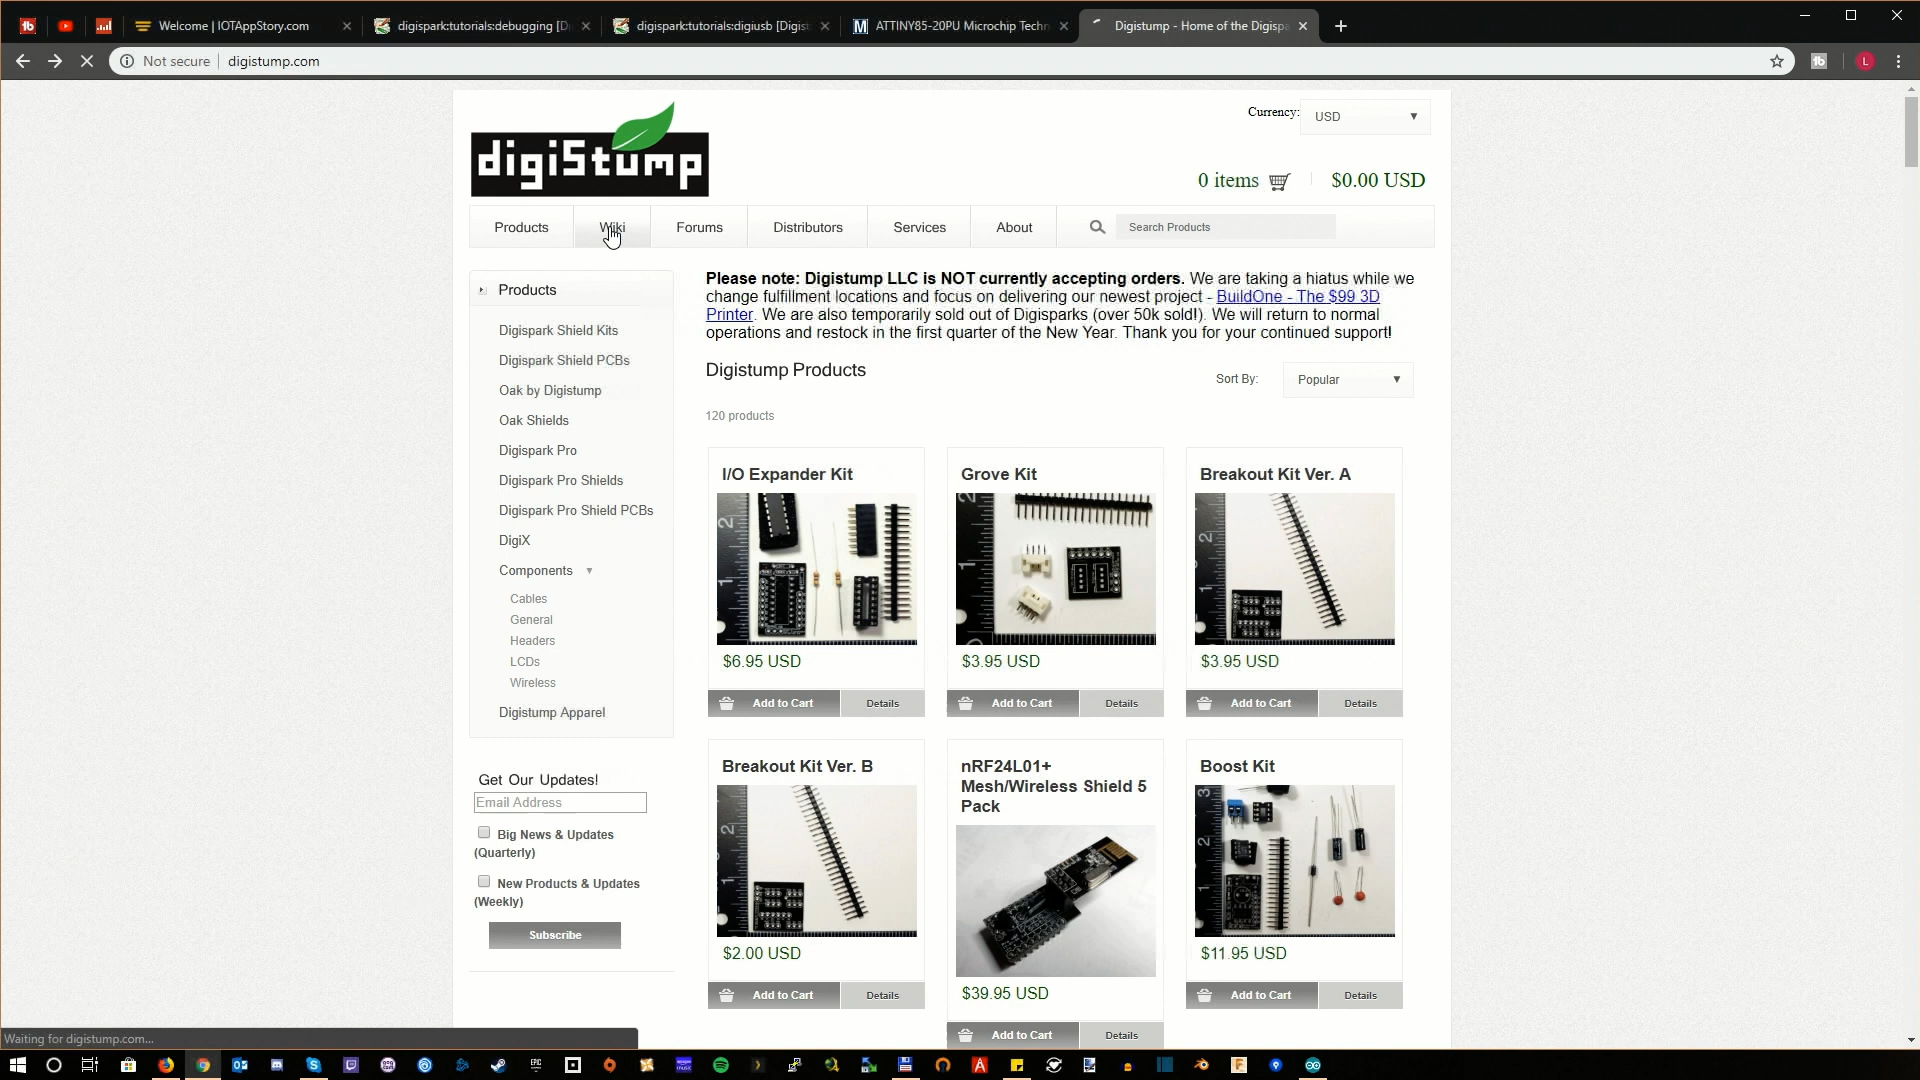 Welcome | IOTAppStory.com
digispark:tutorials:debugging [D
digispark:tutorials:digiusb [Digist
ATTINY85-20PU Microchip Techn
Digistump - Home of the Digispa
Not secure
digistump.com
L
digiStump
Currency:
USD
0 items
$0.00 USD
Products
Wiki
Forums
Distributors
Services
About
Search Products
Products
Digispark Shield Kits
Digispark Shield PCBs
Oak by Digistump
Oak Shields
Digispark Pro
Digispark Pro Shields
Digispark Pro Shield PCBs
DigiX
Components
Cables
General
Headers
LCDs
Wireless
Digistump Apparel
Get Our Updates!
Email Address
Big News & Updates
(Quarterly)
New Products & Updates
(Weekly)
Subscribe
Please note: Digistump LLC is NOT currently accepting orders. We are taking a hiatus while we
change fulfillment locations and focus on delivering our newest project - BuildOne - The $99 3D
Printer. We are also temporarily sold out of Digisparks (over 50k sold!). We will return to normal
operations and restock in the first quarter of the New Year. Thank you for your continued support!
Digistump Products
Sort By:
Popular
120 products
I/O Expander Kit
$6.95 USD
Add to Cart
Details
Grove Kit
$3.95 USD
Add to Cart
Details
Breakout Kit Ver. A
$3.95 USD
Add to Cart
Details
Breakout Kit Ver. B
$2.00 USD
Add to Cart
Details
nRF24L01+
Mesh/Wireless Shield 5
Pack
$39.95 USD
Add to Cart
Details
Boost Kit
$11.95 USD
Add to Cart
Details
Waiting for digistump.com...